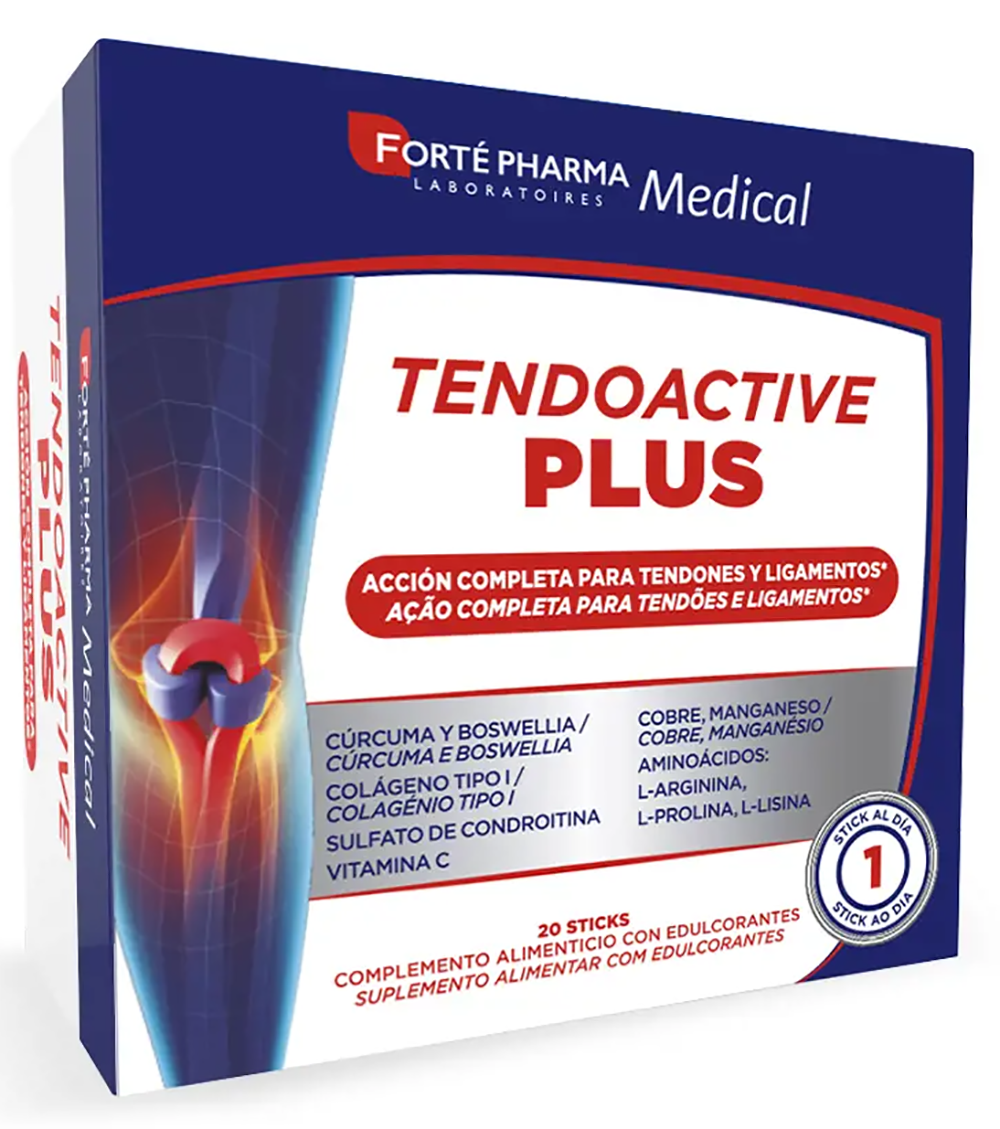 FORTÉ PHARMA Medical
LABORATOIRES
TENDOACTIVE
PLUS
ACCIÓN COMPLETA PARA TENDONES Y LIGAMENTOS*
AÇÃO COMPLETA PARA TENDÕES E LIGAMENTOS*
CÚRCUMA Y BOSWELLIA /
CÚRCUMA E BOSWELLIA
COLÁGENO TIPO I /
COLAGÉNIO TIPO I
SULFATO DE CONDROITINA
VITAMINA C
COBRE, MANGANESO /
COBRE, MANGANÉSIO
AMINOÁCIDOS:
L-ARGININA,
L-PROLINA, L-LISINA
STICK AL DÍA
1
STICK AO DIA
20 STICKS
COMPLEMENTO ALIMENTICIO CON EDULCORANTES
SUPLEMENTO ALIMENTAR COM EDULCORANTES
FORTÉ PHARMA Medical
LABORATOIRES
TENDOACTIVE
PLUS